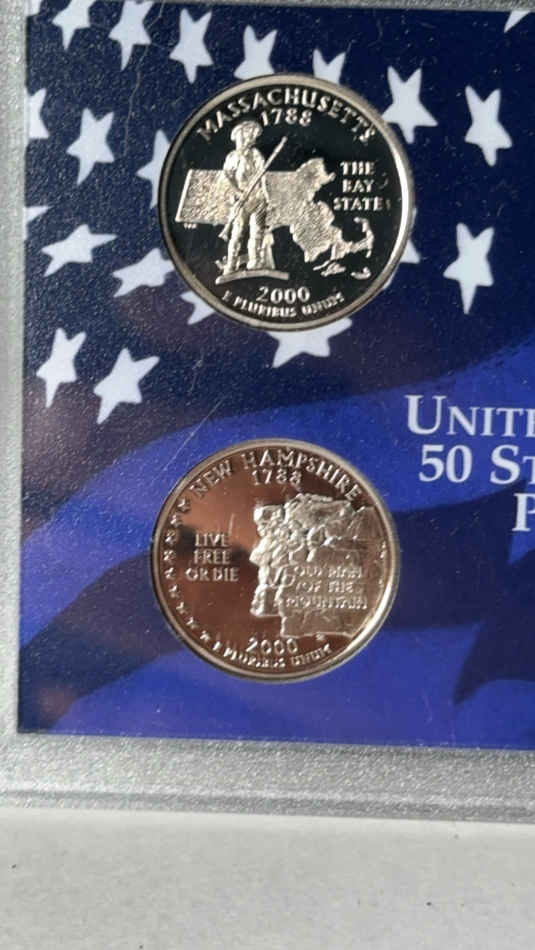 MASSACHUSETTS
1788
THE
BAY
STATE
2000
E PLURIBUS UNUM
UNITE
50 ST
P
NEW HAMPSHIRE
1788
LIVE
FREE
OR DIE
OLD MAN
OF THE
MOUNTAIN
2000
E PLURIBUS UNUM